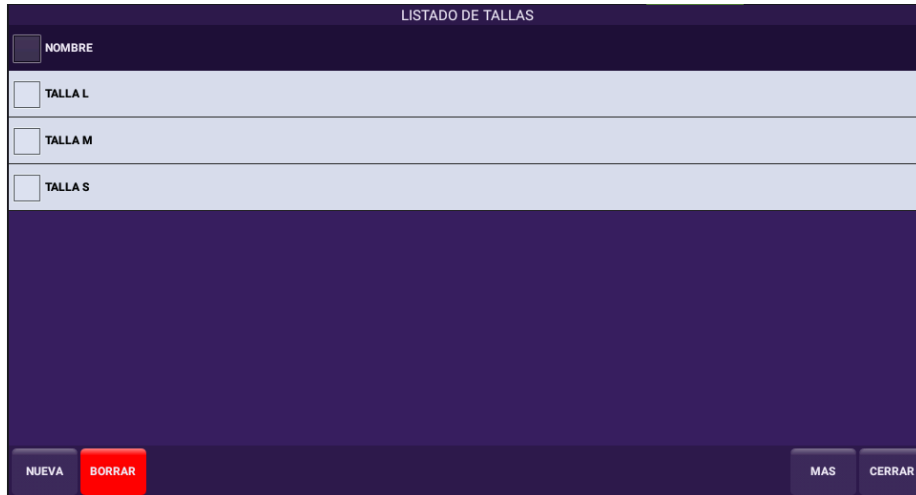 LISTADO DE TALLAS
NOMBRE
TALLA L
TALLA M
TALLA S
NUEVA BORRAR MAS CERRAR